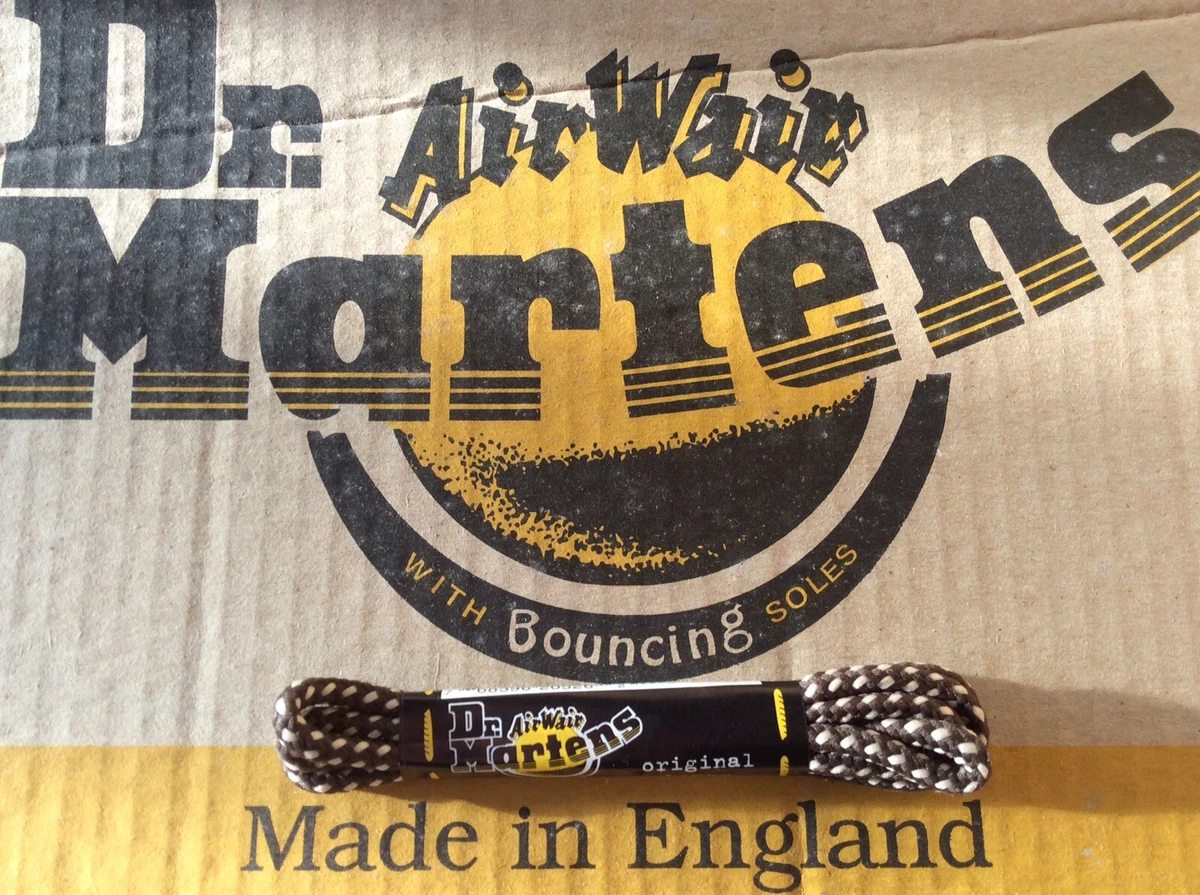 Dr.
AirWair
Martens
WITH Bouncing SOLES
Dr.
AirWair
Martens
original
Made in England